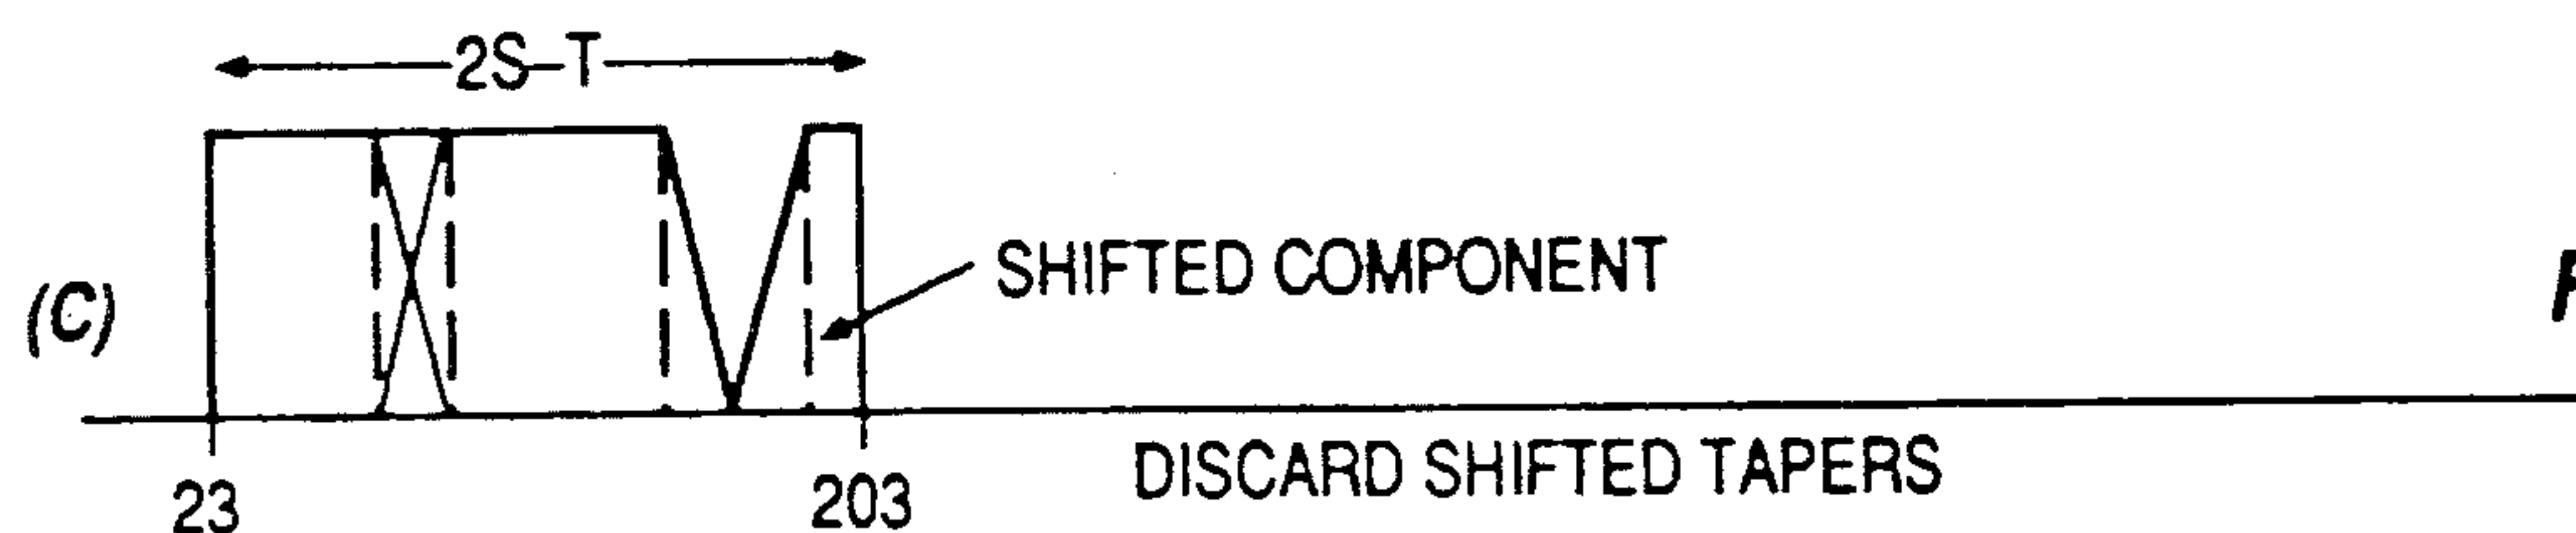 2S–T
(C)
SHIFTED COMPONENT
23
203
DISCARD SHIFTED TAPERS